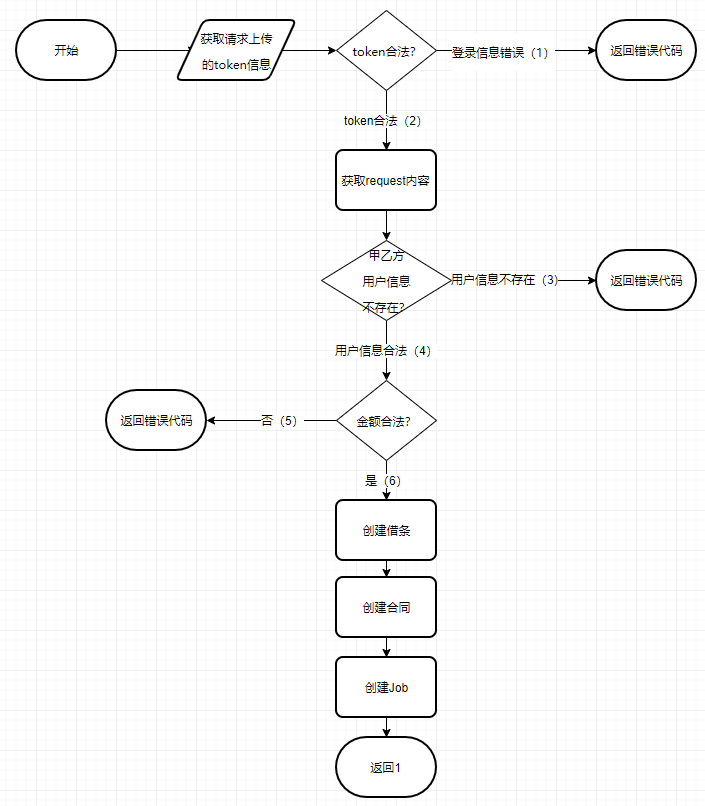 开始
获取请求上传
的token信息
token合法?
登录信息错误（1）
返回错误代码
token合法（2）
获取request内容
甲乙方
用户信息
不存在?
用户信息不存在（3）
返回错误代码
用户信息合法（4）
返回错误代码
否（5）
金额合法?
是（6）
创建借条
创建合同
创建Job
返回1